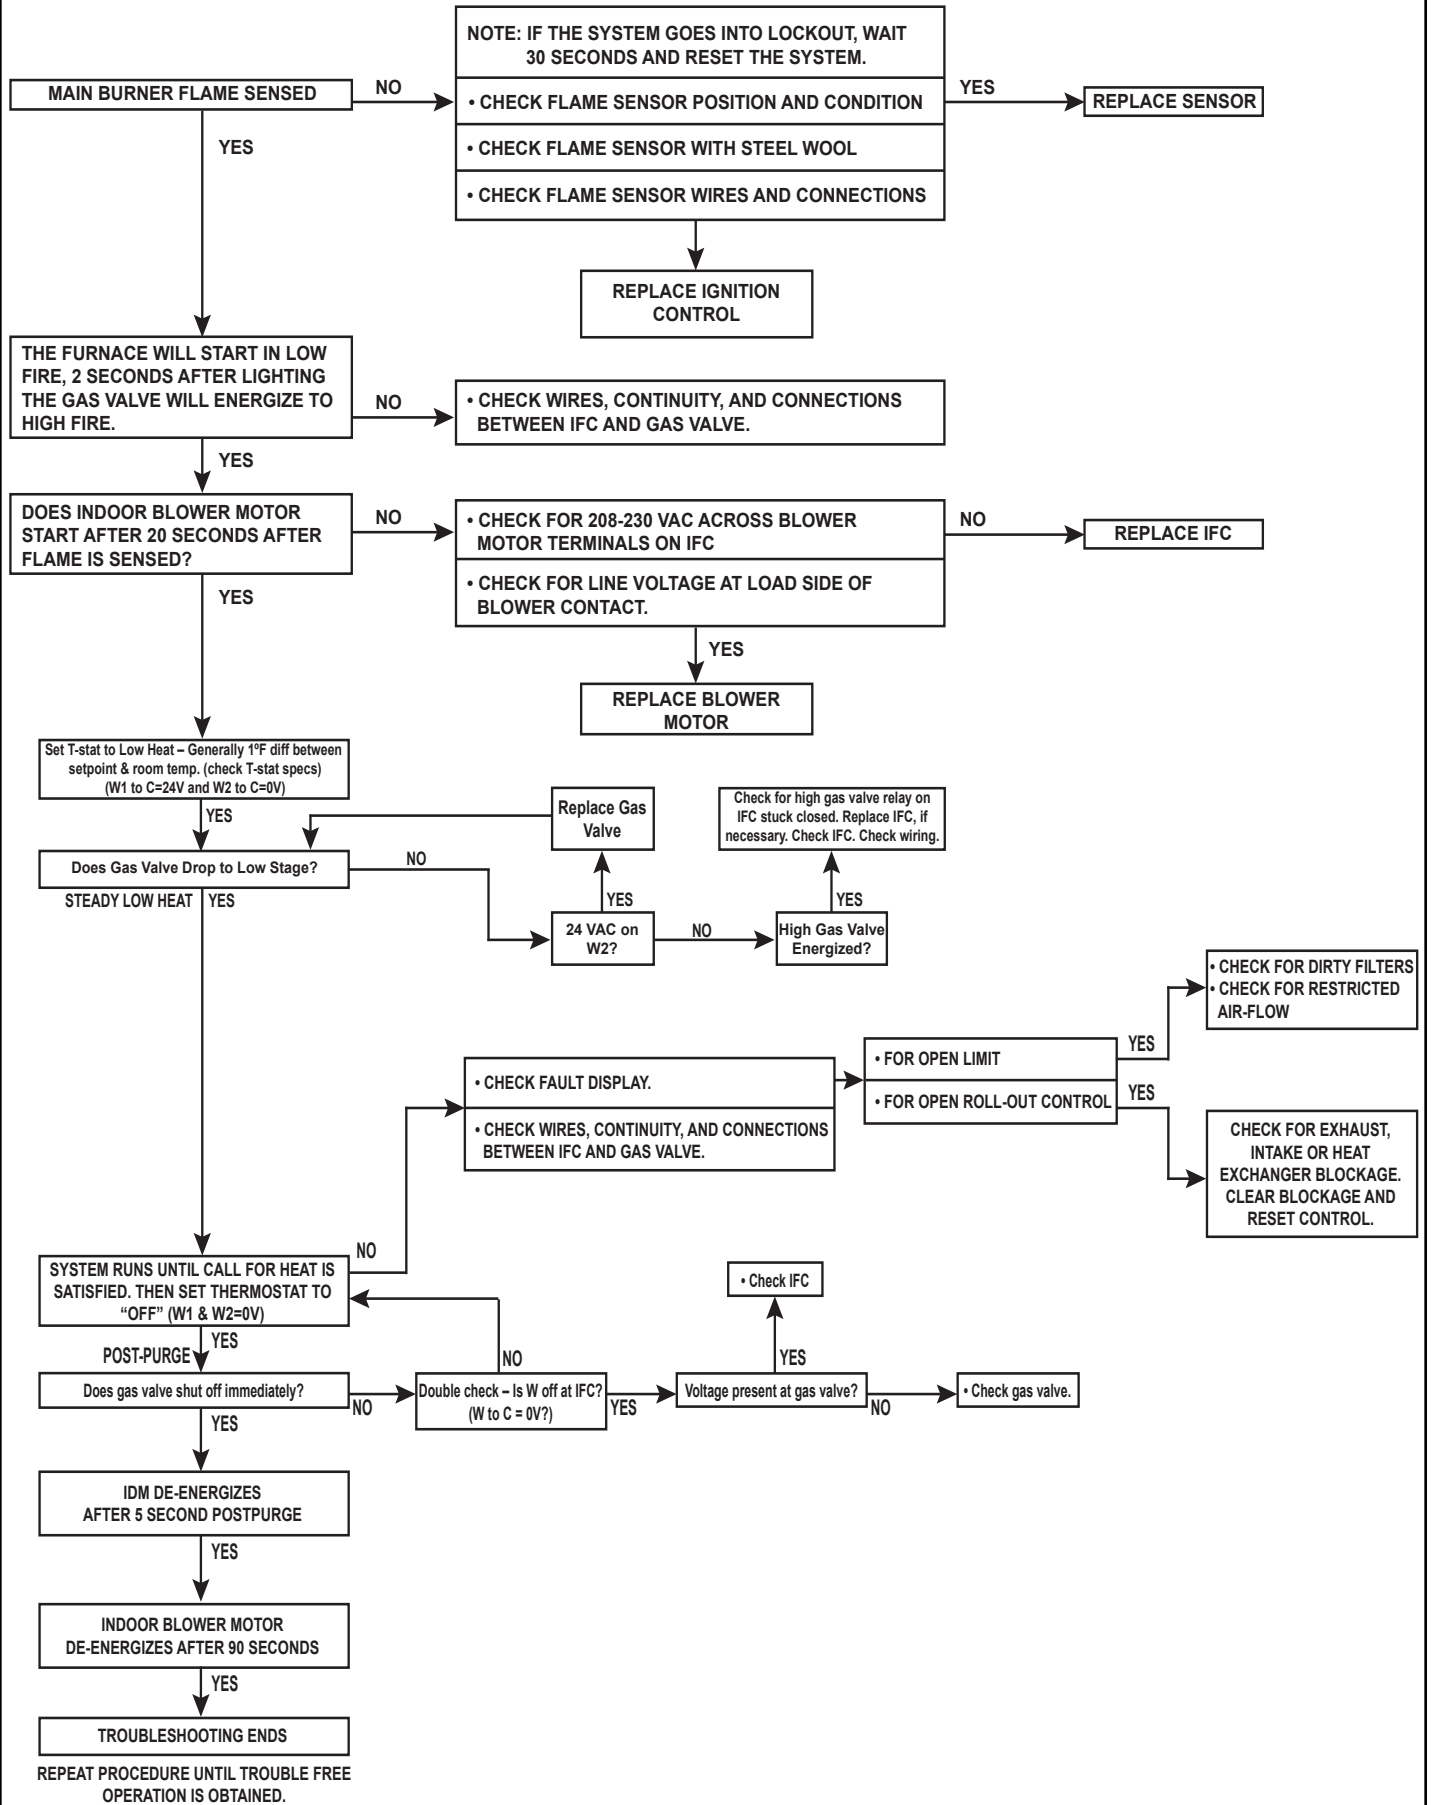 NOTE: IF THE SYSTEM GOES INTO LOCKOUT, WAIT
30 SECONDS AND RESET THE SYSTEM.
MAIN BURNER FLAME SENSED
NO
• CHECK FLAME SENSOR POSITION AND CONDITION
YES
REPLACE SENSOR
YES
• CHECK FLAME SENSOR WITH STEEL WOOL
• CHECK FLAME SENSOR WIRES AND CONNECTIONS
REPLACE IGNITION
CONTROL
THE FURNACE WILL START IN LOW
FIRE, 2 SECONDS AFTER LIGHTING
THE GAS VALVE WILL ENERGIZE TO
HIGH FIRE.
NO
• CHECK WIRES, CONTINUITY, AND CONNECTIONS
BETWEEN IFC AND GAS VALVE.
YES
DOES INDOOR BLOWER MOTOR
START AFTER 20 SECONDS AFTER
FLAME IS SENSED?
NO
• CHECK FOR 208-230 VAC ACROSS BLOWER
MOTOR TERMINALS ON IFC
NO
REPLACE IFC
• CHECK FOR LINE VOLTAGE AT LOAD SIDE OF
BLOWER CONTACT.
YES
YES
REPLACE BLOWER
MOTOR
Set T-stat to Low Heat – Generally 1ºF diff between
setpoint & room temp. (check T-stat specs)
(W1 to C=24V and W2 to C=0V)
YES
Replace Gas
Valve
Check for high gas valve relay on
IFC stuck closed. Replace IFC, if
necessary. Check IFC. Check wiring.
Does Gas Valve Drop to Low Stage?
NO
STEADY LOW HEAT
YES
YES
YES
24 VAC on
W2?
NO
High Gas Valve
Energized?
• CHECK FOR DIRTY FILTERS
• CHECK FOR RESTRICTED
AIR-FLOW
YES
• FOR OPEN LIMIT
• FOR OPEN ROLL-OUT CONTROL
YES
• CHECK FAULT DISPLAY.
• CHECK WIRES, CONTINUITY, AND CONNECTIONS
BETWEEN IFC AND GAS VALVE.
CHECK FOR EXHAUST,
INTAKE OR HEAT
EXCHANGER BLOCKAGE.
CLEAR BLOCKAGE AND
RESET CONTROL.
NO
SYSTEM RUNS UNTIL CALL FOR HEAT IS
SATISFIED. THEN SET THERMOSTAT TO
“OFF” (W1 & W2=0V)
• Check IFC
YES
POST-PURGE
NO
YES
Does gas valve shut off immediately?
NO
Double check – Is W off at IFC?
(W to C = 0V?)
YES
Voltage present at gas valve?
NO
• Check gas valve.
YES
IDM DE-ENERGIZES
AFTER 5 SECOND POSTPURGE
YES
INDOOR BLOWER MOTOR
DE-ENERGIZES AFTER 90 SECONDS
YES
TROUBLESHOOTING ENDS
REPEAT PROCEDURE UNTIL TROUBLE FREE
OPERATION IS OBTAINED.